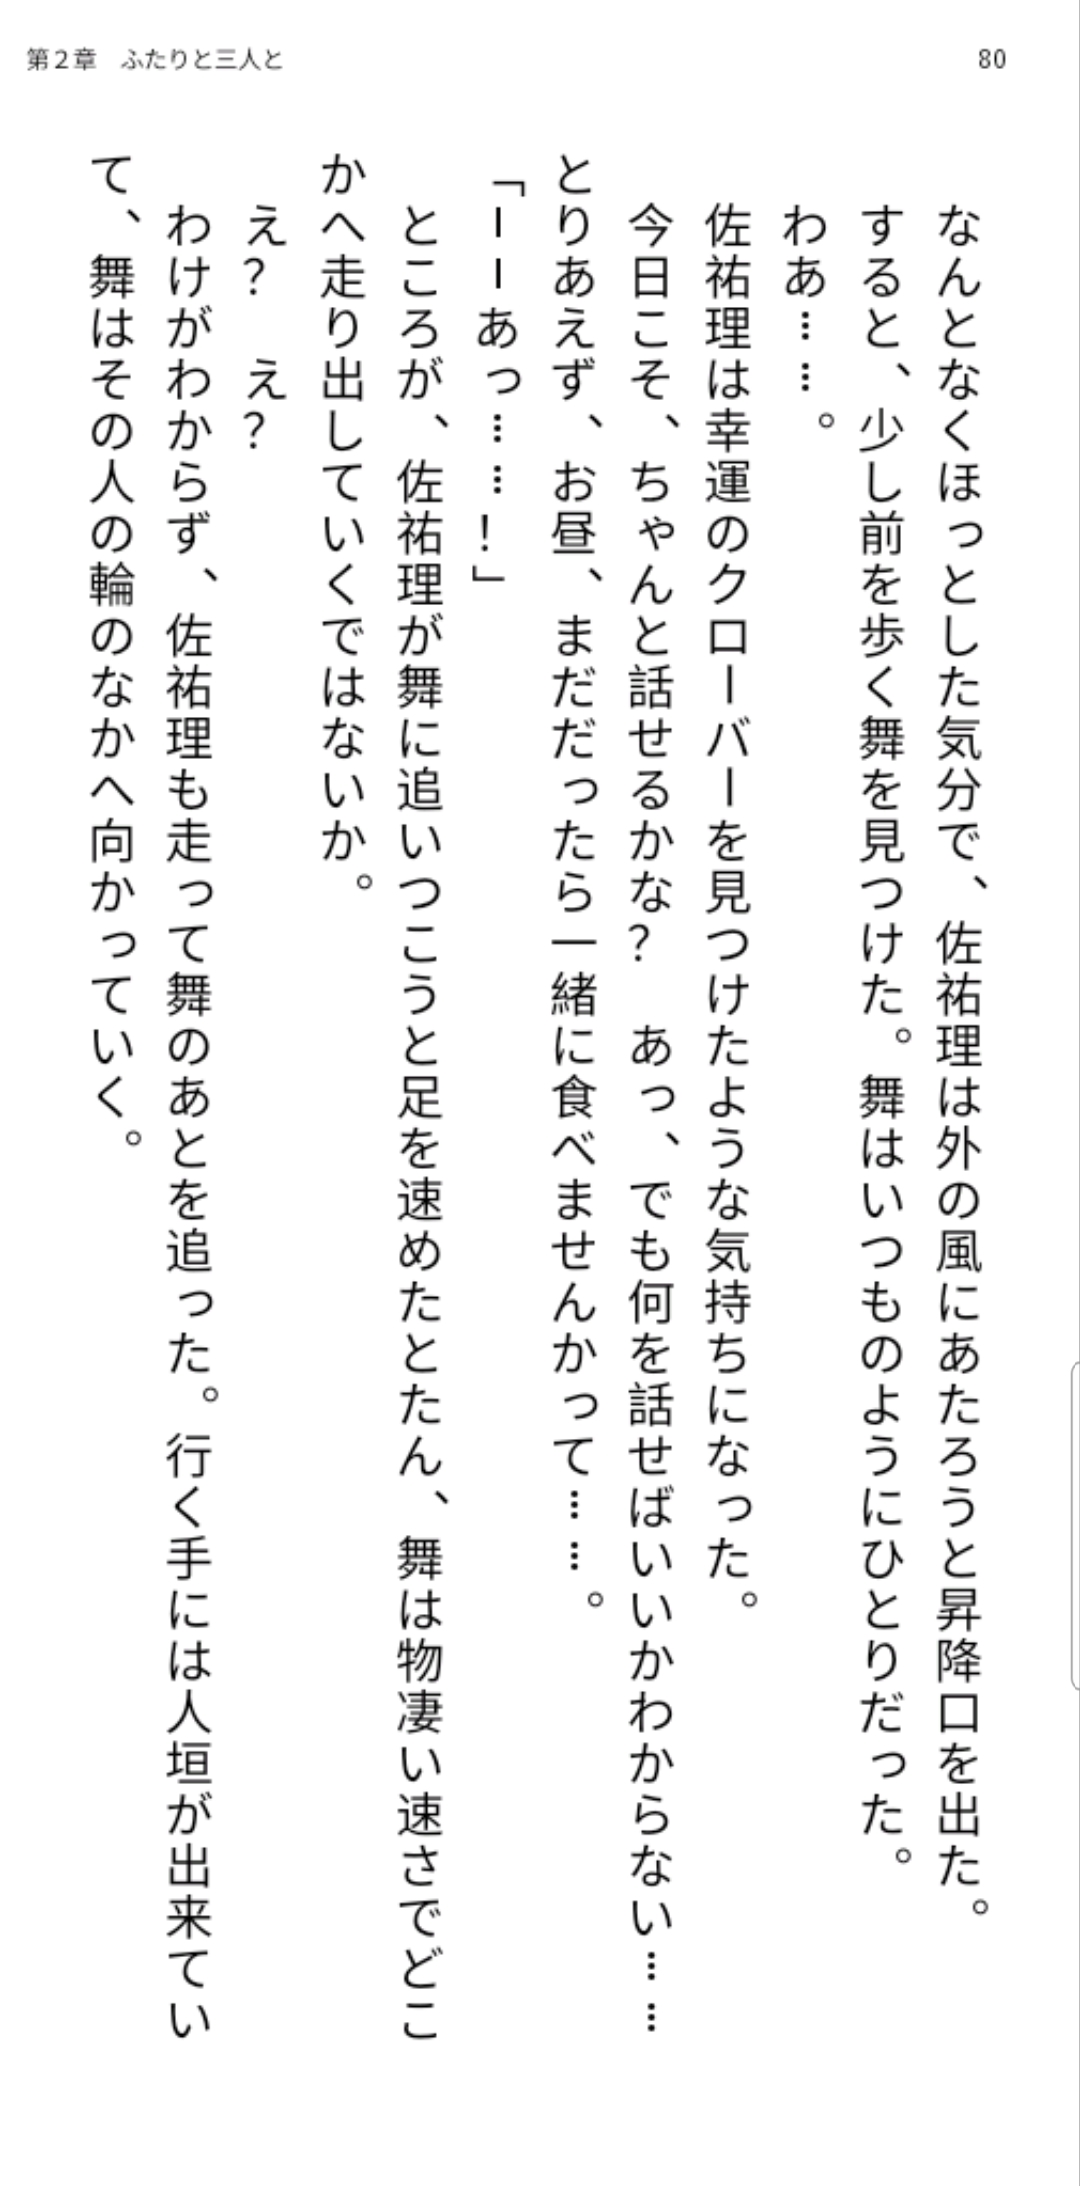 第２章　ふたりと三人と
80
　なんとなくほっとした気分で、佐祐理は外の風にあたろうと昇降口を出た。
　すると、少し前を歩く舞を見つけた。舞はいつものようにひとりだった。
　わあ……。
　佐祐理は幸運のクローバーを見つけたような気持ちになった。
　今日こそ、ちゃんと話せるかな？　あっ、でも何を話せばいいかわからない……
とりあえず、お昼、まだだったら一緒に食べませんかって……。
「――あっ……！」
　ところが、佐祐理が舞に追いつこうと足を速めたとたん、舞は物凄い速さでどこ
かへ走り出していくではないか。
　え？　え？
　わけがわからず、佐祐理も走って舞のあとを追った。行く手には人垣が出来てい
て、舞はその人の輪のなかへ向かっていく。